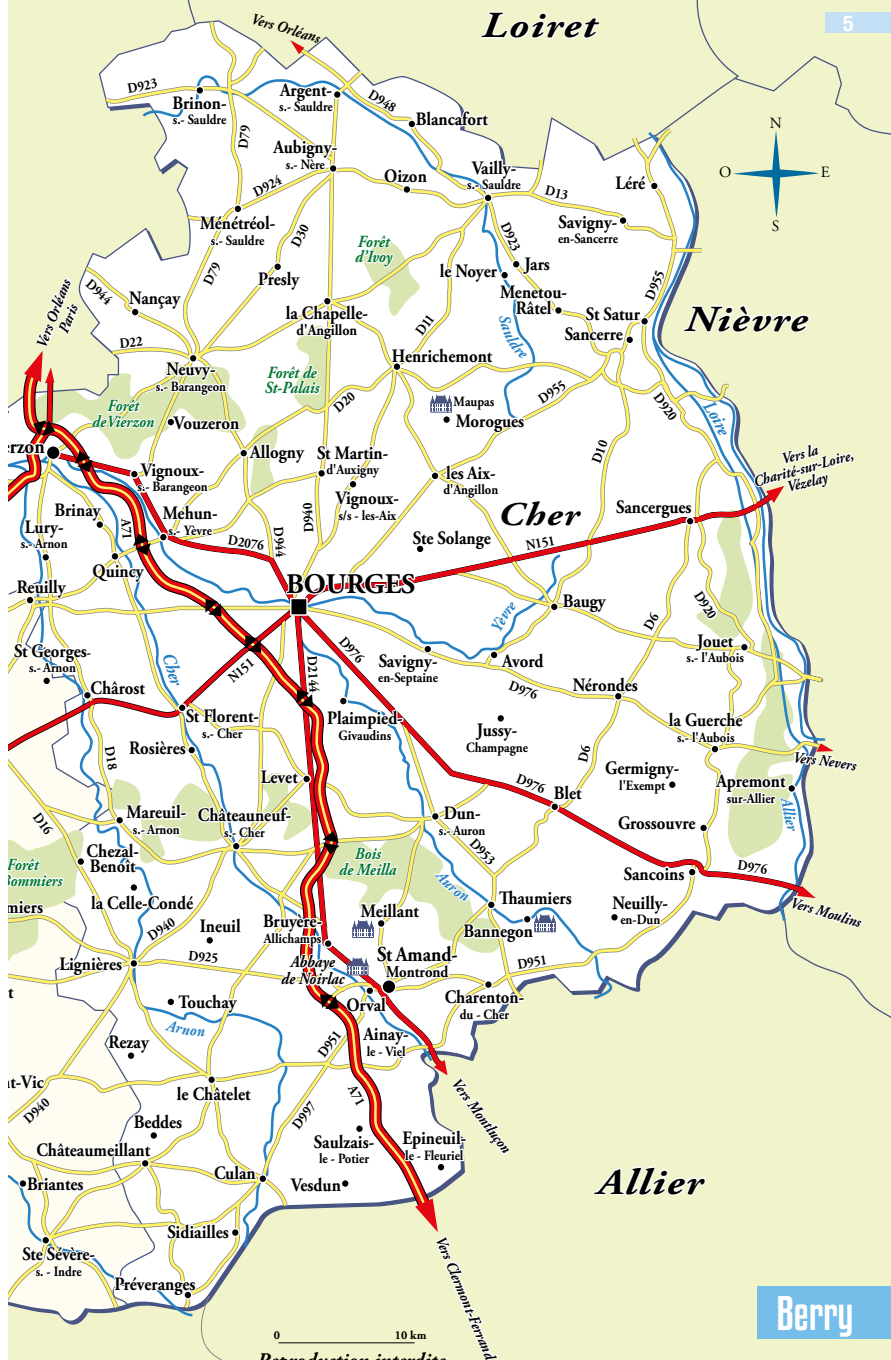 Loiret
5
Vers Orléans
D923
Brinon-
s.- Sauldre
Argent-
s.- Sauldre
D948
Blancafort
D79
Aubigny-
s.- Nère
D924
Oizon
Vailly-
s.- Sauldre
D13
Léré
N
O
E
S
Ménétréol-
s.- Sauldre
D30
Savigny-
en-Sancerre
D923
Forêt
d'Ivoy
D79
Presly
le Noyer
Jars
D955
Vers Orléans
Paris
D944
Nançay
la Chapelle-
d'Angillon
Menetou-
Râtel
D11
St Satur
Sancerre
Nièvre
Sauldre
D22
Neuvy-
s.- Barangeon
Henrichemont
Forêt de
St-Palais
D20
D955
D920
Loire
Maupas
Morogues
Forêt
de Vierzon
Vouzeron
erzon
Allogny
St Martin-
d'Auxigny
D10
Vers la
Charité-sur-Loire,
Vézelay
Vignoux-
s.- Barangeon
les Aix-
d'Angillon
Vignoux-
s/s - les-Aix
Brinay
A71
Mehun-
s.- Yèvre
D940
Cher
Sancergues
Lury-
s.- Arnon
D2076
D944
Ste Solange
N151
Quincy
Reuilly
BOURGES
Yèvre
Baugy
D6
D920
St Georges-
s.- Arnon
Cher
N151
D2144
D976
Savigny-
en-Septaine
Avord
Jouet
s.- l'Aubois
Chârost
D976
Nérondes
St Florent-
s.- Cher
Plaimpied-
Givaudins
Jussy-
Champagne
la Guerche
s.- l'Aubois
Rosières
D18
D6
Vers Nevers
Levet
D976
Blet
Germigny-
l'Exempt
Apremont
sur-Allier
Allier
D16
Mareuil-
s.- Arnon
Châteauneuf-
s.- Cher
Dun-
s.- Auron
Grossouvre
Chezal-
Benoît
D953
Bois
de Meilla
Forêt
Bommiers
Auron
Sancoins
D976
miers
la Celle-Condé
Thaumiers
Vers Moulins
D940
Ineuil
Bruyère-
Allichamps
Meillant
Bannegon
Neuilly-
en-Dun
Lignières
D925
Abbaye
de Noirlac
St Amand-
Montrond
D951
t
Touchay
Orval
Charenton-
du - Cher
Arnon
Rezay
D951
Ainay-
le - Viel
nt-Vic
le Châtelet
A71
Vers Montluçon
D940
D997
Beddes
Saulzais-
le - Potier
Epineuil-
le - Fleuriel
Châteaumeillant
Culan
Vesdun
Allier
Briantes
Sidiailles
Ste Sévère-
s. - Indre
Vers Clermont-Ferrand
Préveranges
Berry
0
10 km
Reproduction interdite